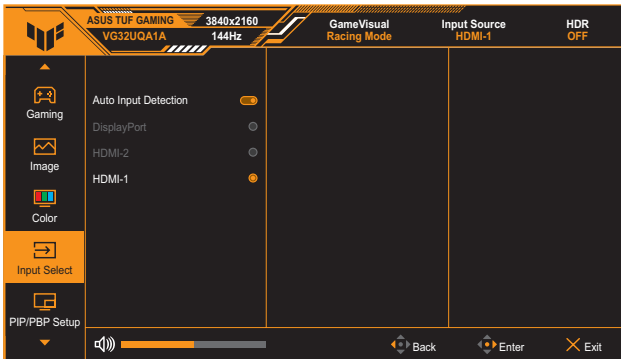 ASUS TUF GAMING 3840x2160
VG32UQA1A 144Hz
GameVisual
Racing Mode
Input Source
HDMI-1
HDR
OFF
Gaming
Image
Color
Input Select
PIP/PBP Setup
Auto Input Detection
DisplayPort
HDMI-2
HDMI-1
Back
Enter
Exit